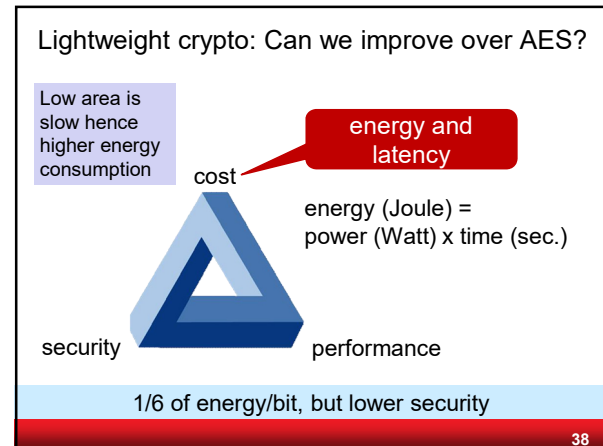 Lightweight crypto: Can we improve over AES?
Low area is
slow hence
higher energy
consumption
energy and
latency
cost
energy (Joule) =
power (Watt) x time (sec.)
security
performance
1/6 of energy/bit, but lower security
38